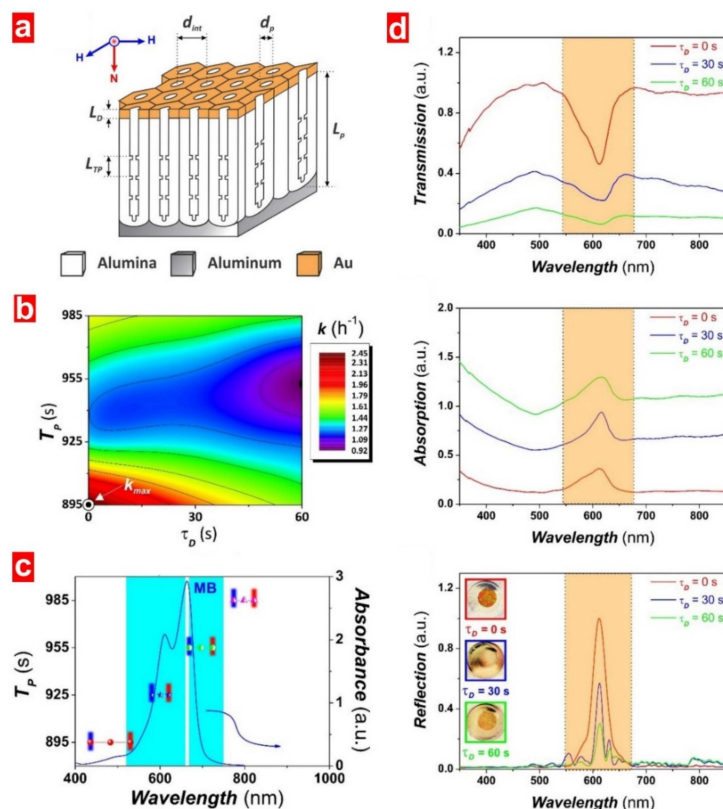 a
d_int
d_p
H
H
N
L_D
L_TP
L_p
Alumina
Aluminum
Au
b
985
955
925
895
T_P (s)
0
30
60
τ_D (s)
k_max
k (h⁻¹)
2.45
2.31
2.13
1.96
1.79
1.61
1.44
1.27
1.09
0.92
c
MB
985
955
925
895
T_P (s)
3
2
1
0
Absorbance (a.u.)
400
600
800
1000
Wavelength (nm)
d
Transmission (a.u.)
1.2
0.8
0.4
0.0
τ_D = 0 s
τ_D = 30 s
τ_D = 60 s
400
500
600
700
800
Wavelength (nm)
Absorption (a.u.)
2.0
1.5
1.0
0.5
0.0
τ_D = 0 s
τ_D = 30 s
τ_D = 60 s
400
500
600
700
800
Wavelength (nm)
Reflection (a.u.)
1.2
0.8
0.4
0.0
τ_D = 0 s
τ_D = 30 s
τ_D = 60 s
τ_D = 0 s
τ_D = 30 s
τ_D = 60 s
400
500
600
700
800
Wavelength (nm)